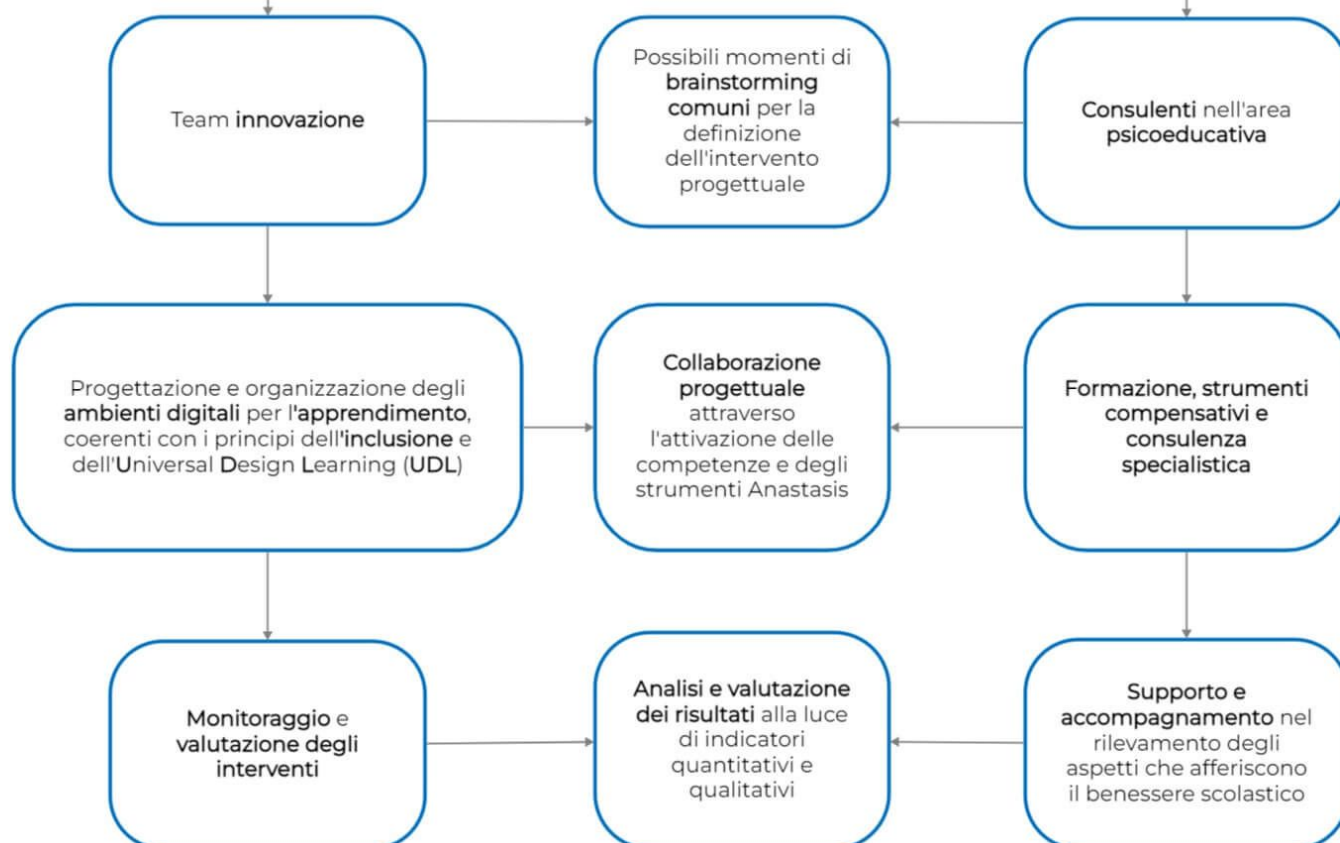 Team innovazione
Possibili momenti di
brainstorming
comuni per la
definizione
dell'intervento
progettuale
Consulenti nell'area
psicoeducativa
Progettazione e organizzazione degli
ambienti digitali per l'apprendimento,
coerenti con i principi dell'inclusione e
dell'Universal Design Learning (UDL)
Collaborazione
progettuale
attraverso
l'attivazione delle
competenze e degli
strumenti Anastasis
Formazione, strumenti
compensativi e
consulenza
specialistica
Monitoraggio e
valutazione degli
interventi
Analisi e valutazione
dei risultati alla luce
di indicatori
quantitativi e
qualitativi
Supporto e
accompagnamento nel
rilevamento degli
aspetti che afferiscono
il benessere scolastico